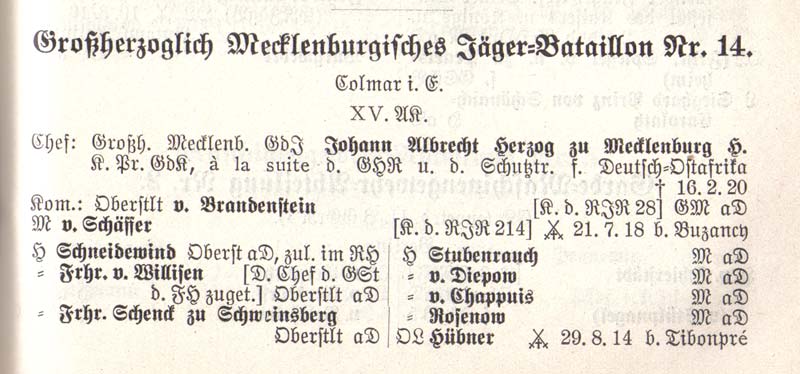 Großherzoglich Mecklenburgisches Jäger-Bataillon Nr. 14.
Colmar i. E.
XV. AK.
Chef: Großh. Mecklenb. GdJ Johann Albrecht Herzog zu Mecklenburg H.
K. Pr. GdK, à la suite d. GHR u. d. Schutztr. f. Deutsch-Ostafrika
† 16. 2. 20
Kom.: Oberstlt v. Brandenstein [K. d. RJR 28] GM aD
M v. Schäffer [K. d. RJR 214] ⚔ 21. 7. 18 b. Buzancy
H Schneidewind Oberst aD, zul. im RH
= Frhr. v. Willisen [D. Chef d. GSt
d. FH zuget.] Oberstlt aD
= Frhr. Schenck zu Schweinsberg
Oberstlt aD
H Stubenrauch M aD
= v. Diepow M aD
= v. Chappuis M aD
= Rosenow M aD
OL Hübner ⚔ 29. 8. 14 b. Tibonpré